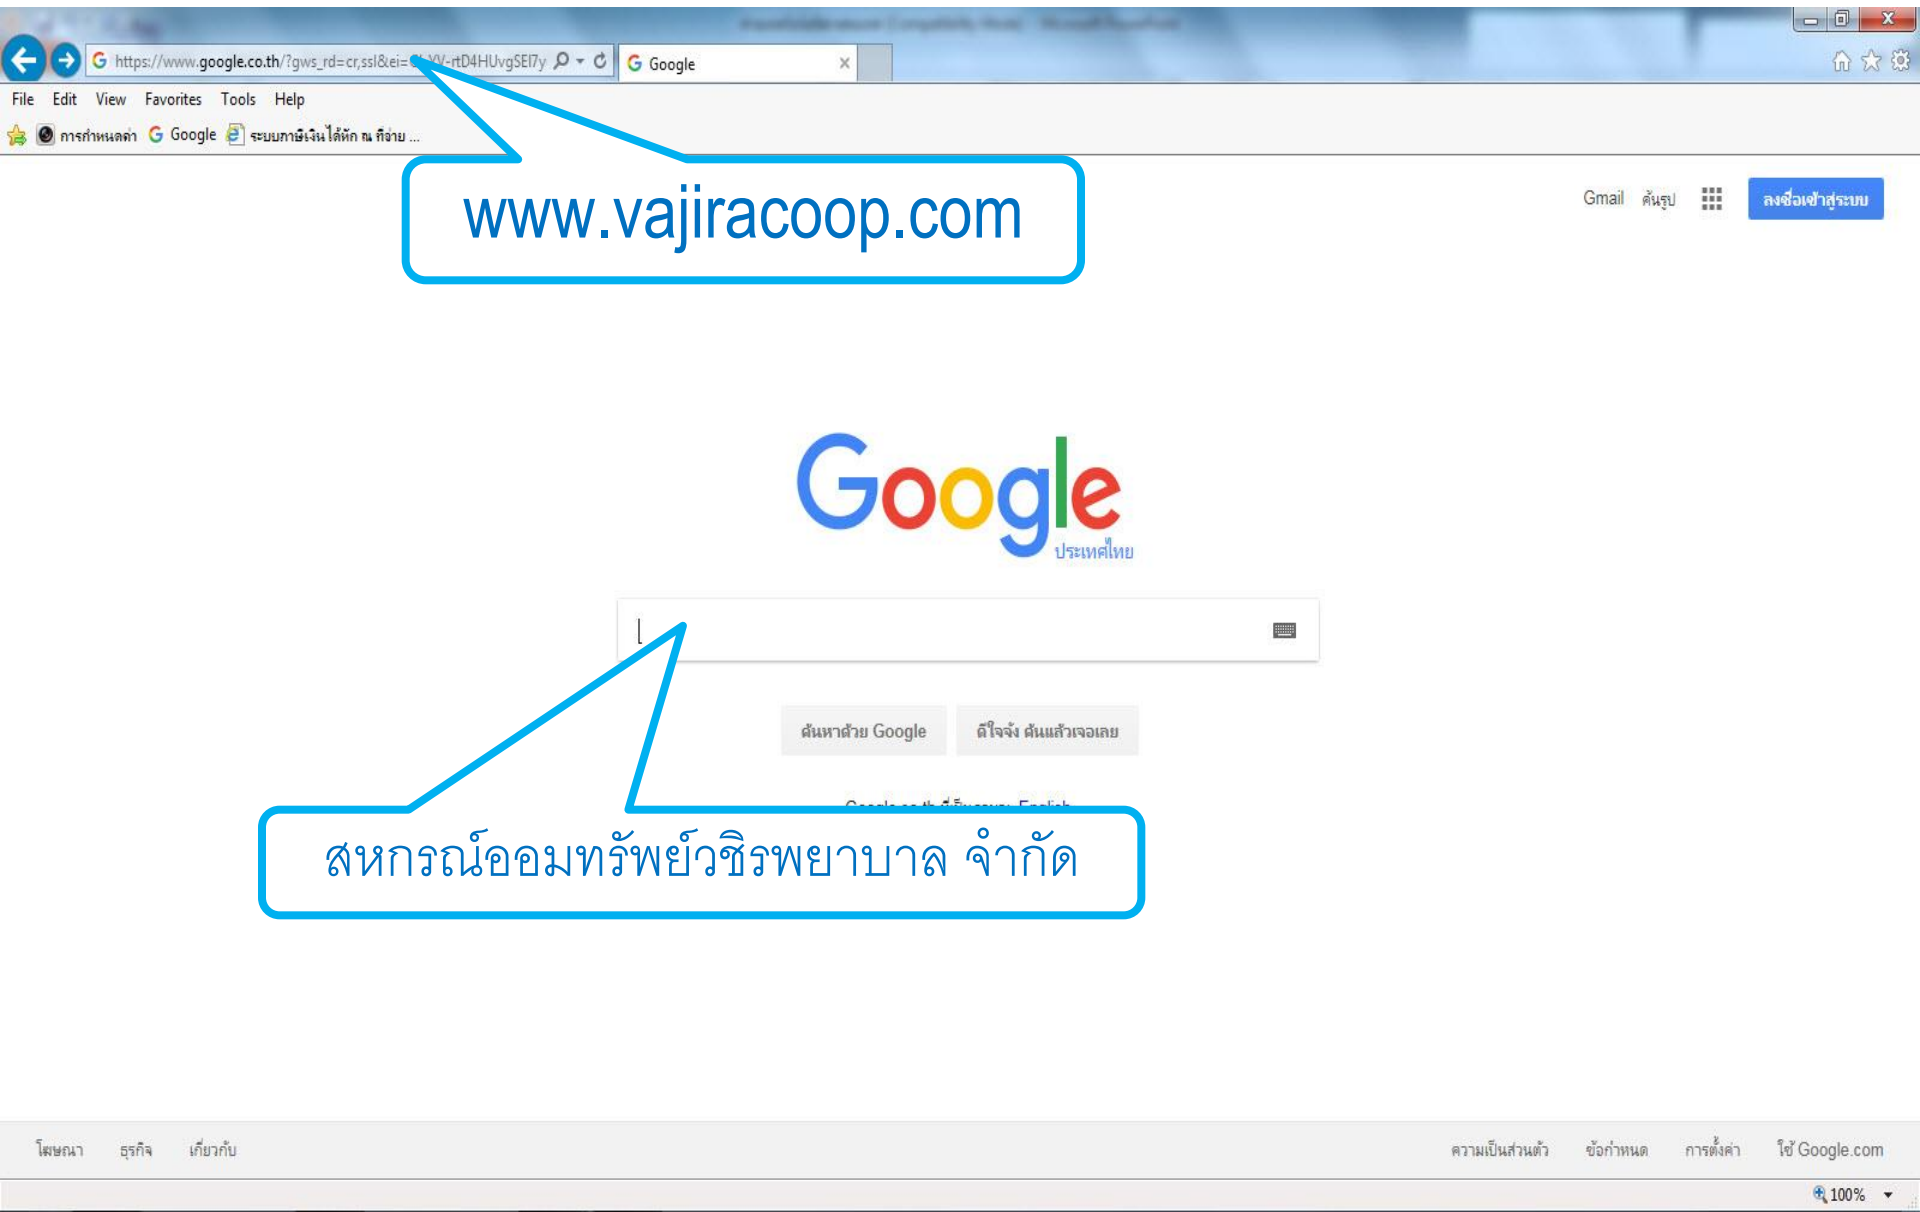 https://www.google.co.th/?gws_rd=cr,ssl&ei=
Google
File Edit View Favorites Tools Help
การกำหนดค่า Google ระบบภาษีเงินได้หัก ณ ที่จ่าย ...
www.vajiracoop.com
Gmail ค้นรูป ลงชื่อเข้าสู่ระบบ
Google
ประเทศไทย
ค้นหาด้วย Google ดีใจจัง ค้นแล้วเจอเลย
สหกรณ์ออมทรัพย์วชิรพยาบาล จำกัด
โฆษณา ธุรกิจ เกี่ยวกับ ความเป็นส่วนตัว ข้อกำหนด การตั้งค่า ใช้ Google.com
100%